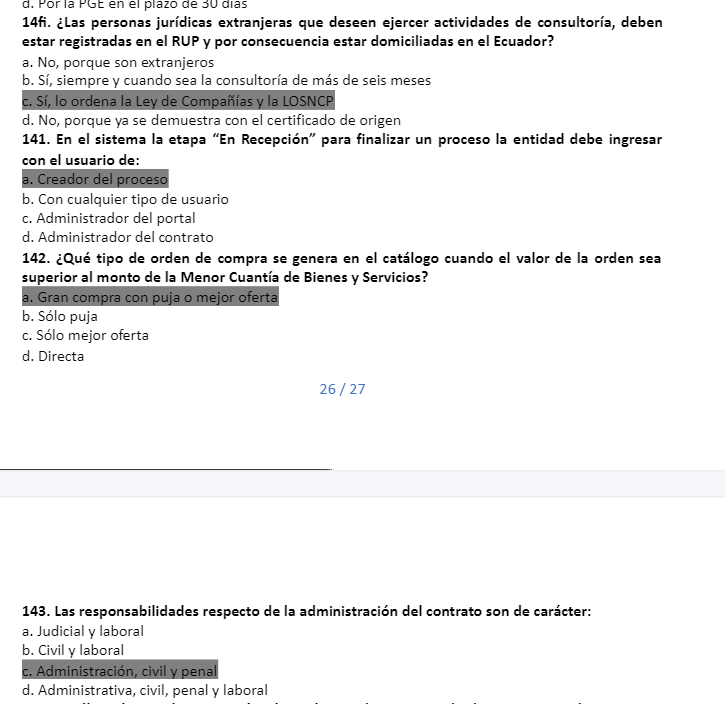 d. Por la PGE en el plazo de 30 días
14fi. ¿Las personas jurídicas extranjeras que deseen ejercer actividades de consultoría, deben
estar registradas en el RUP y por consecuencia estar domiciliadas en el Ecuador?
a. No, porque son extranjeros
b. Sí, siempre y cuando sea la consultoría de más de seis meses
c. Sí, lo ordena la Ley de Compañías y la LOSNCP
d. No, porque ya se demuestra con el certificado de origen
141. En el sistema la etapa “En Recepción” para finalizar un proceso la entidad debe ingresar
con el usuario de:
a. Creador del proceso
b. Con cualquier tipo de usuario
c. Administrador del portal
d. Administrador del contrato
142. ¿Qué tipo de orden de compra se genera en el catálogo cuando el valor de la orden sea
superior al monto de la Menor Cuantía de Bienes y Servicios?
a. Gran compra con puja o mejor oferta
b. Sólo puja
c. Sólo mejor oferta
d. Directa
26 / 27
143. Las responsabilidades respecto de la administración del contrato son de carácter:
a. Judicial y laboral
b. Civil y laboral
c. Administración, civil y penal
d. Administrativa, civil, penal y laboral